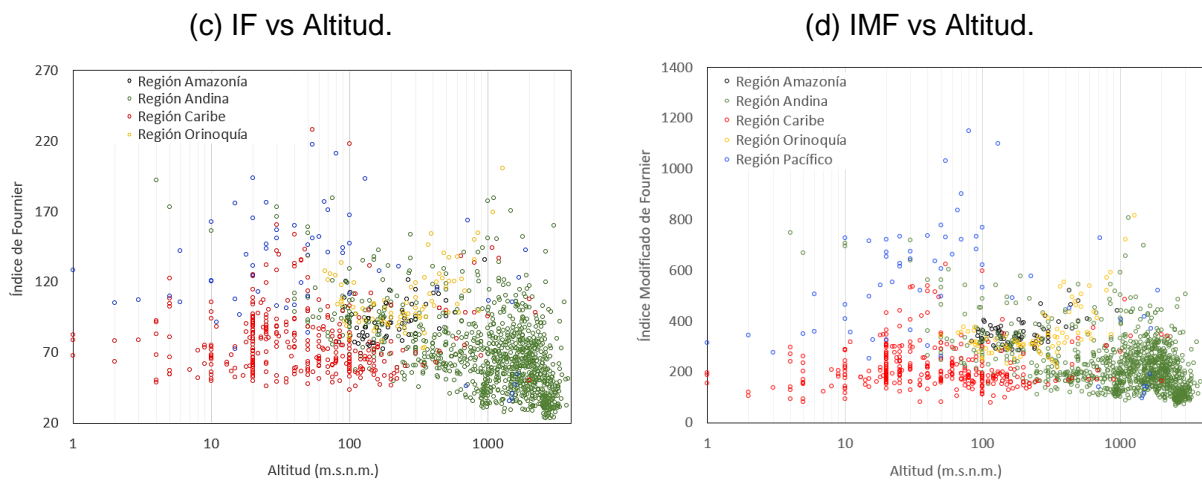 (c) IF vs Altitud.
270
220
170
120
70
20
Índice de Fournier
Región Amazonía
Región Andina
Región Caribe
Región Orinoquía
1
10
100
1000
Altitud (m.s.n.m.)
(d) IMF vs Altitud.
1400
1200
1000
800
600
400
200
0
Índice Modificado de Fournier
Región Amazonía
Región Andina
Región Caribe
Región Orinoquía
Región Pacífico
1
10
100
1000
Altitud (m.s.n.m.)